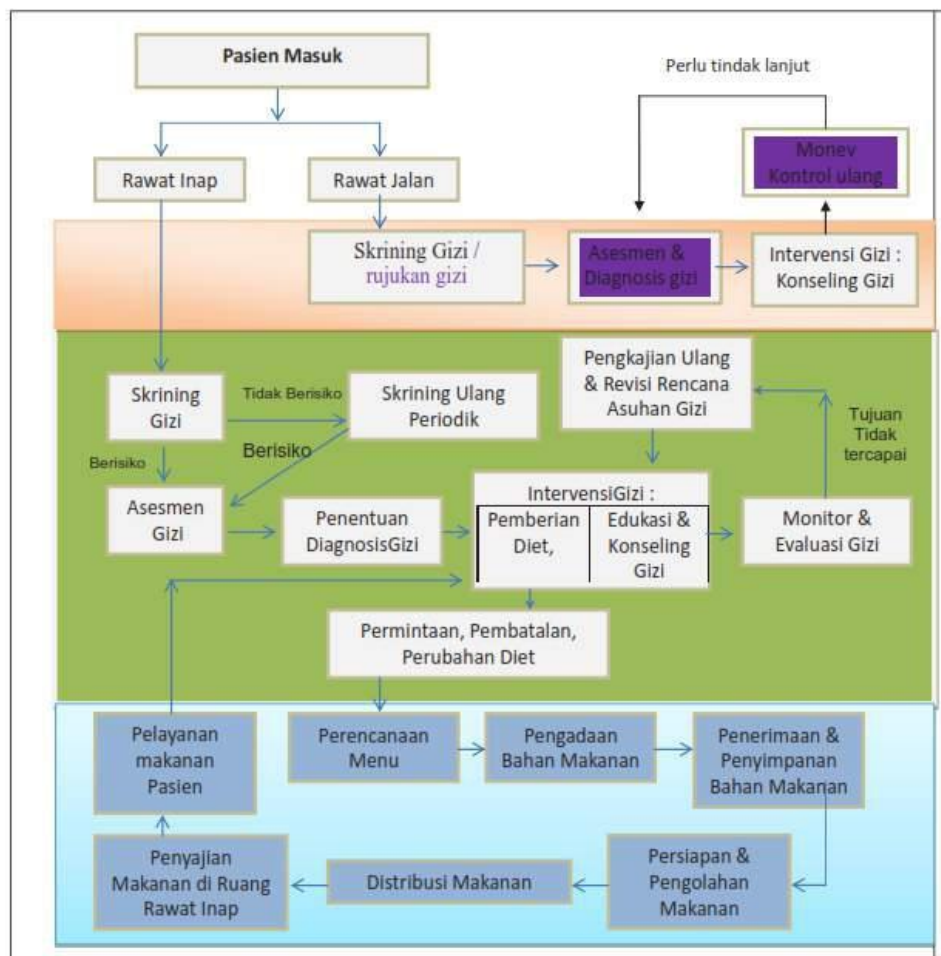 Pasien Masuk
Perlu tindak lanjut
Rawat Inap
Rawat Jalan
Monev
Kontrol ulang
Skrining Gizi /
rujukan gizi
Asesmen &
Diagnosis gizi
Intervensi Gizi :
Konseling Gizi
Skrining
Gizi
Tidak Berisiko
Skrining Ulang
Periodik
Pengkajian Ulang
& Revisi Rencana
Asuhan Gizi
Tujuan
Tidak
tercapai
Berisiko
Berisiko
Asesmen
Gizi
Penentuan
DiagnosisGizi
IntervensiGizi :
Pemberian
Diet,
Edukasi &
Konseling
Gizi
Monitor &
Evaluasi Gizi
Permintaan, Pembatalan,
Perubahan Diet
Pelayanan
makanan
Pasien
Perencanaan
Menu
Pengadaan
Bahan Makanan
Penerimaan &
Penyimpanan
Bahan Makanan
Penyajian
Makanan di Ruang
Rawat Inap
Distribusi Makanan
Persiapan &
Pengolahan
Makanan